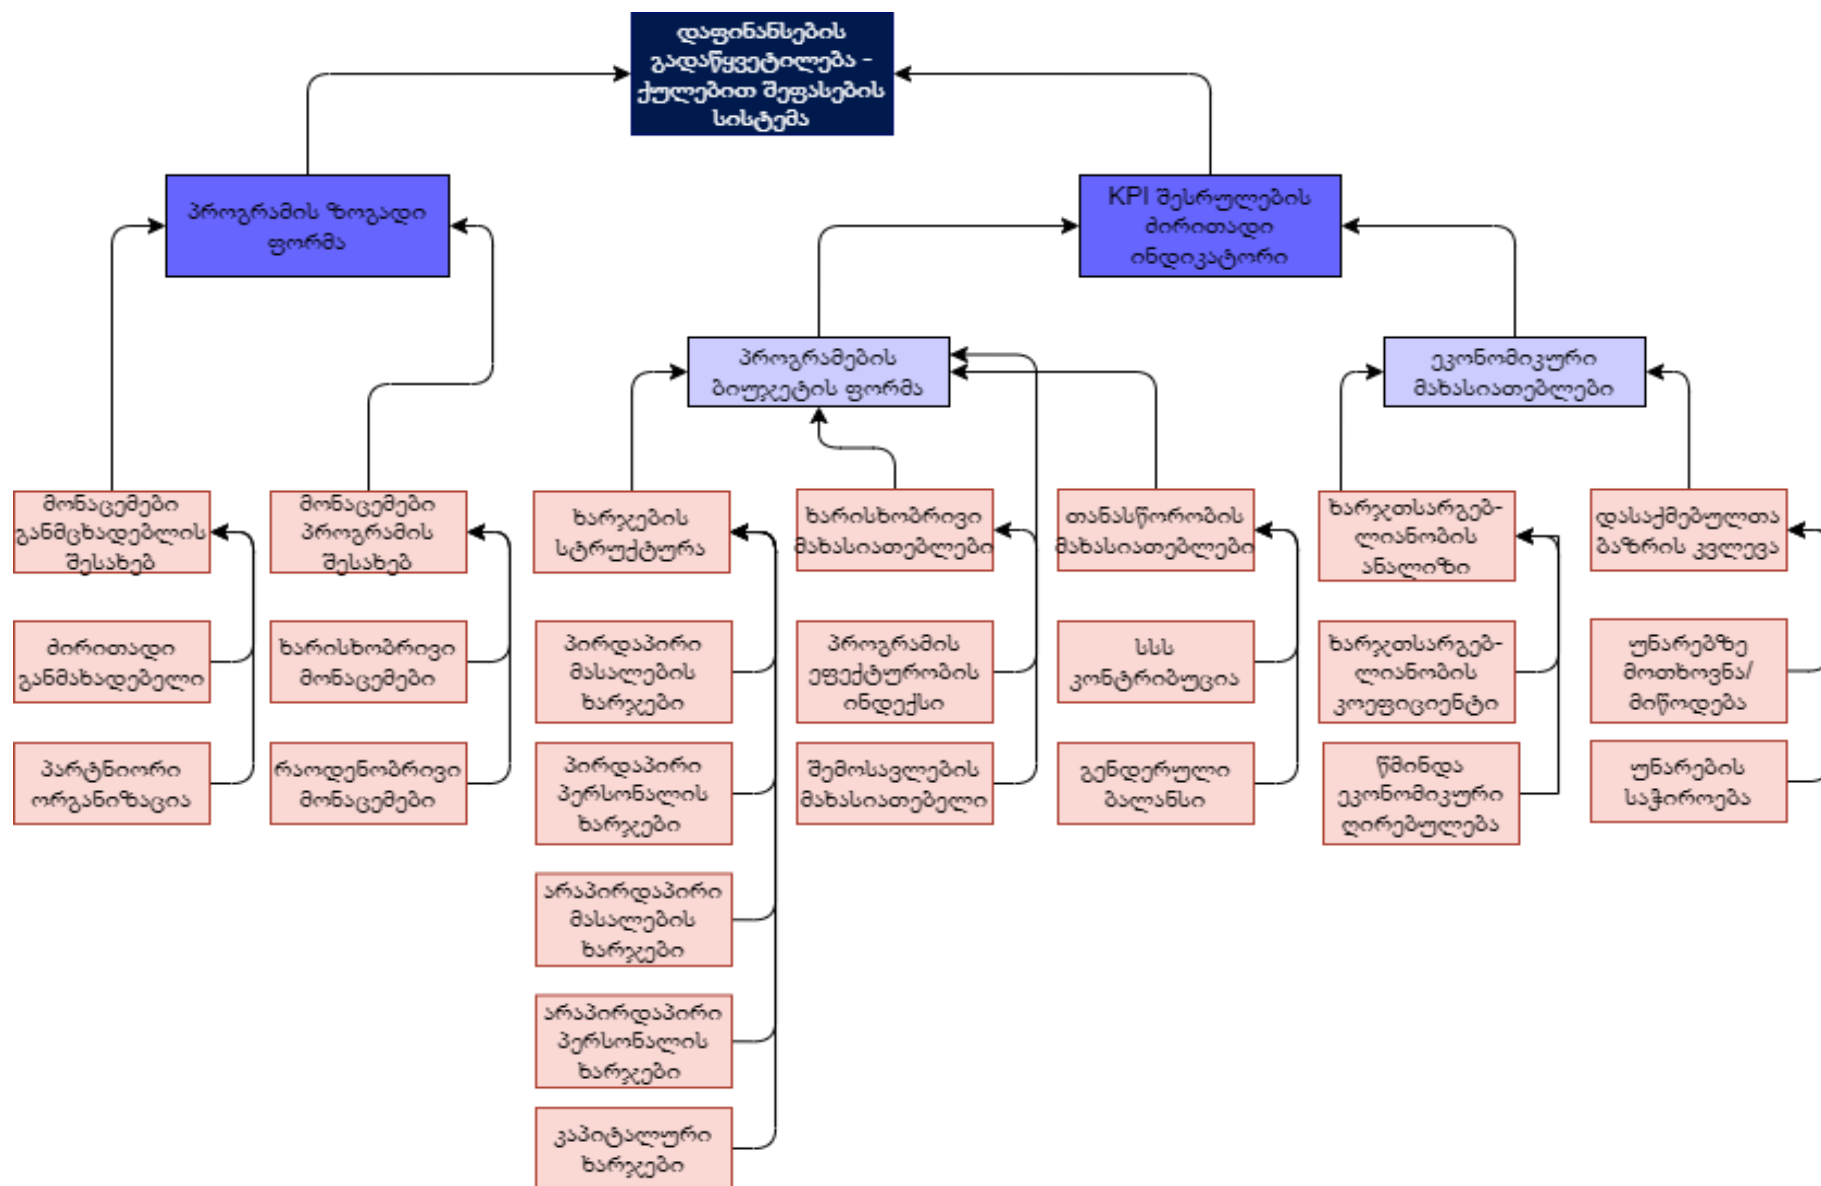 დაფინანსების
გადაწყვეტილება -
ქულებით შეფასების
სისტემა
პროგრამის ზოგადი
ფორმა
KPI შესრულების
ძირითადი
ინდიკატორი
პროგრამების
ბიუჯეტის ფორმა
ეკონომიკური
მახასიათებლები
მონაცემები
განმცხადებლის
შესახებ
მონაცემები
პროგრამის
შესახებ
ხარჯების
სტრუქტურა
ხარისხობრივი
მახასიათებლები
თანასწორობის
მახასიათებლები
ხარჯთსარგებ-
ლიანობის
ანალიზი
დასაქმებულთა
ბაზრის კვლევა
ძირითადი
განმახადებელი
ხარისხობრივი
მონაცემები
პირდაპირი
მასალების
ხარჯები
პროგრამის
ეფექტურობის
ინდექსი
სსს
კონტრიბუცია
ხარჯთსარგებ-
ლიანობის
კოეფიციენტი
უნარებზე
მოთხოვნა/
მიწოდება
პარტნიორი
ორგანიზაცია
რაოდენობრივი
მონაცემები
პირდაპირი
პერსონალის
ხარჯები
შემოსავლების
მახასიათებელი
გენდერული
ბალანსი
წმინდა
ეკონომიკური
ღირებულება
უნარების
საჭიროება
არაპირდაპირი
მასალების
ხარჯები
არაპირდაპირი
პერსონალის
ხარჯები
კაპიტალური
ხარჯები